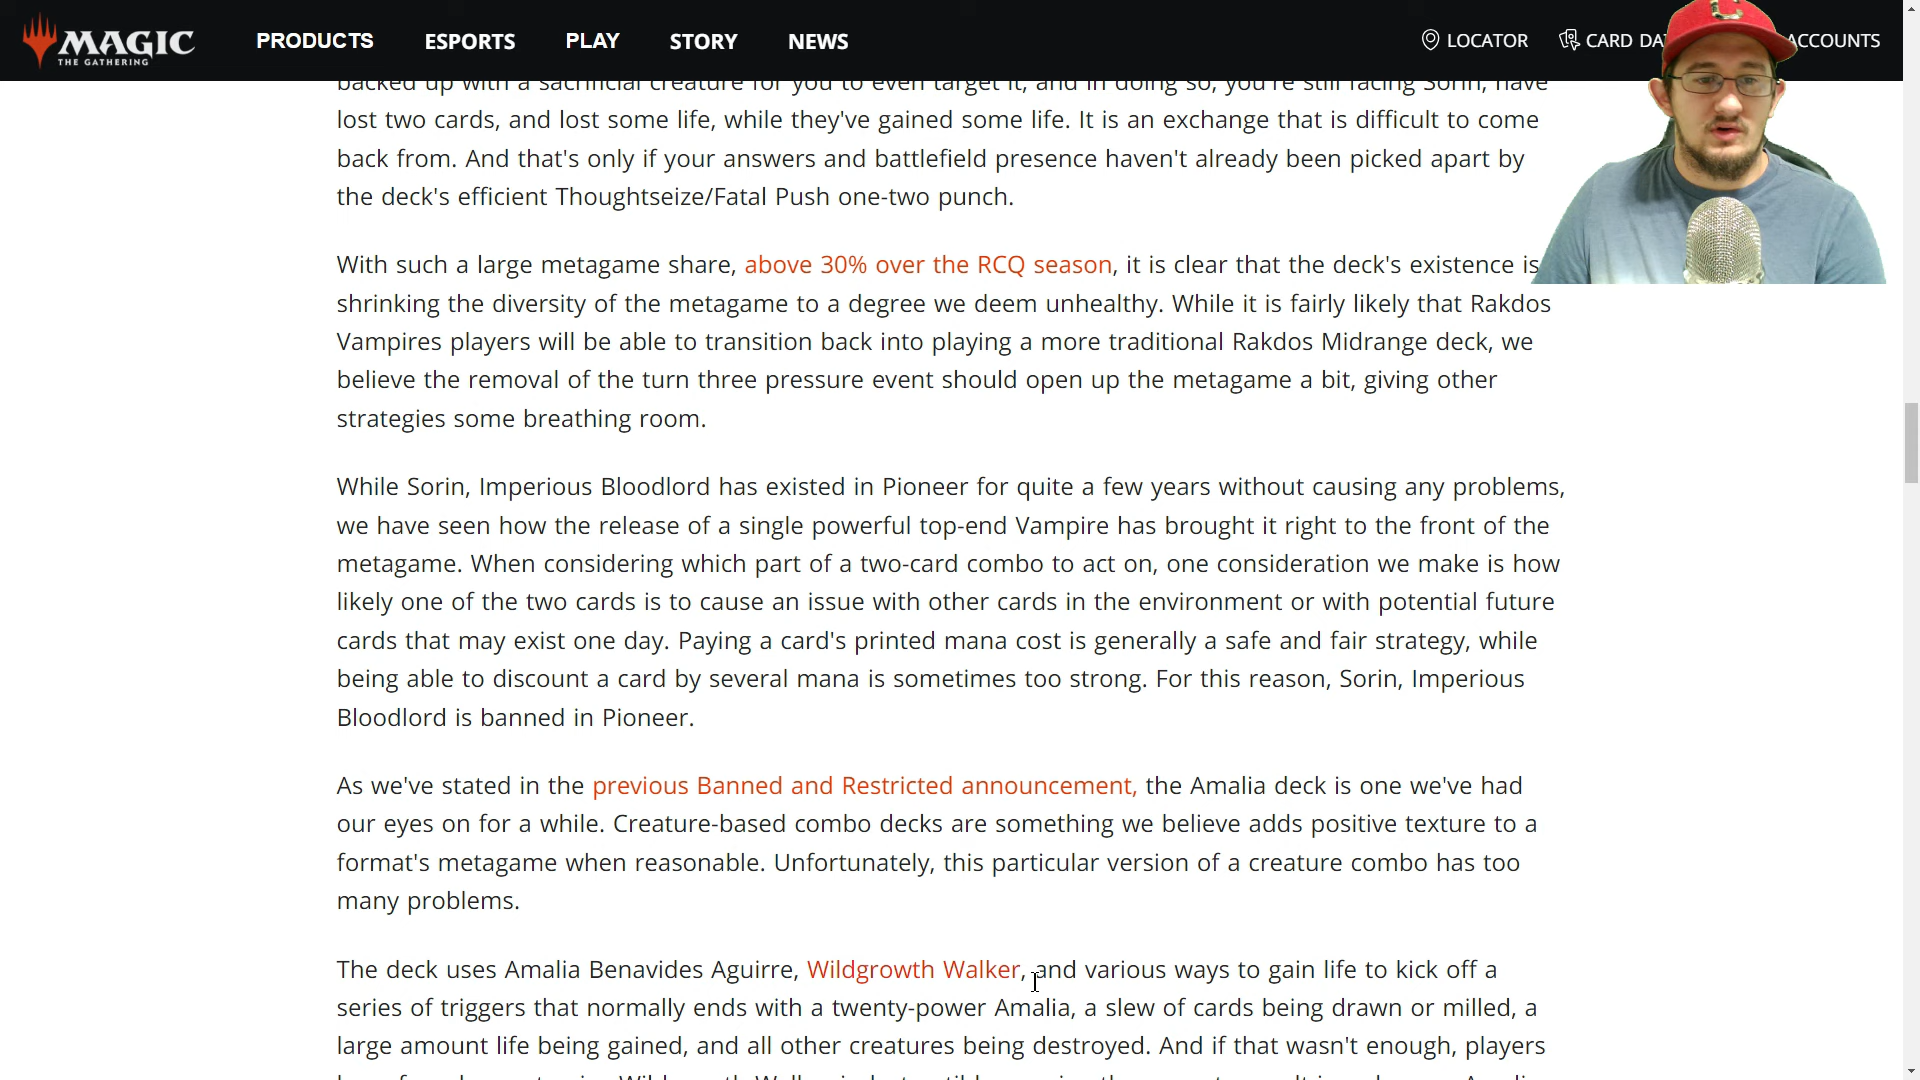 MAGIC
THE GATHERING
PRODUCTS
ESPORTS
PLAY
STORY
NEWS
LOCATOR
CARD DA
ACCOUNTS
C
backed up with a sacrificial creature for you to even target it, and in doing so, you're still facing Sorin, have
lost two cards, and lost some life, while they've gained some life. It is an exchange that is difficult to come
back from. And that's only if your answers and battlefield presence haven't already been picked apart by
the deck's efficient Thoughtseize/Fatal Push one-two punch.
With such a large metagame share, above 30% over the RCQ season, it is clear that the deck's existence is
shrinking the diversity of the metagame to a degree we deem unhealthy. While it is fairly likely that Rakdos
Vampires players will be able to transition back into playing a more traditional Rakdos Midrange deck, we
believe the removal of the turn three pressure event should open up the metagame a bit, giving other
strategies some breathing room.
While Sorin, Imperious Bloodlord has existed in Pioneer for quite a few years without causing any problems,
we have seen how the release of a single powerful top-end Vampire has brought it right to the front of the
metagame. When considering which part of a two-card combo to act on, one consideration we make is how
likely one of the two cards is to cause an issue with other cards in the environment or with potential future
cards that may exist one day. Paying a card's printed mana cost is generally a safe and fair strategy, while
being able to discount a card by several mana is sometimes too strong. For this reason, Sorin, Imperious
Bloodlord is banned in Pioneer.
As we've stated in the previous Banned and Restricted announcement, the Amalia deck is one we've had
our eyes on for a while. Creature-based combo decks are something we believe adds positive texture to a
format's metagame when reasonable. Unfortunately, this particular version of a creature combo has too
many problems.
The deck uses Amalia Benavides Aguirre, Wildgrowth Walker, and various ways to gain life to kick off a
series of triggers that normally ends with a twenty-power Amalia, a slew of cards being drawn or milled, a
large amount life being gained, and all other creatures being destroyed. And if that wasn't enough, players